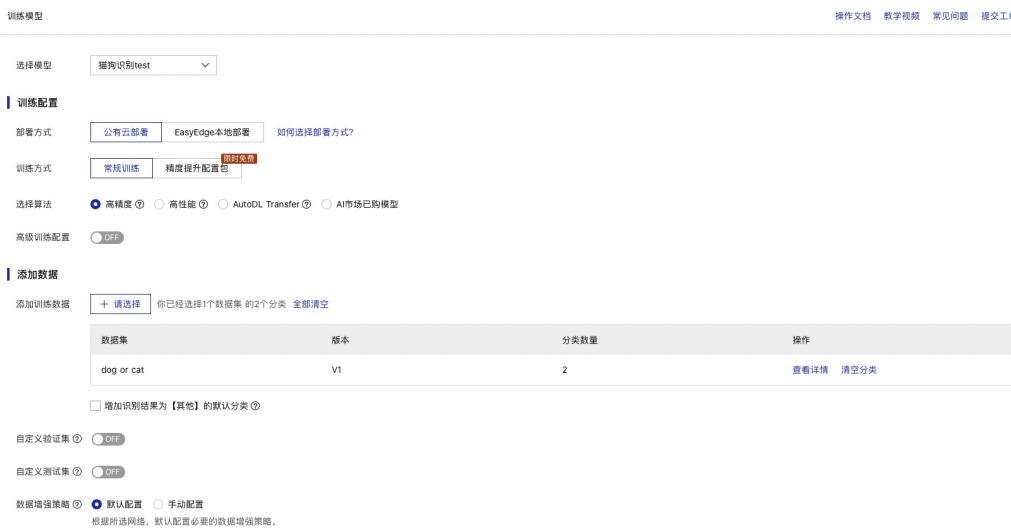 训练模型 操作文档 教学视频 常见问题 提交工单
选择模型 猫狗识别test
训练配置
部署方式 公有云部署 EasyEdge本地部署 如何选择部署方式?
限时免费
训练方式 常规训练 精度提升配置包
选择算法 高精度 ? 高性能 ? AutoDL Transfer ? AI市场已购模型
高级训练配置 OFF
添加数据
添加训练数据 + 请选择 你已经选择1个数据集 的2个分类 全部清空
数据集 版本 分类数量 操作
dog or cat V1 2 查看详情 清空分类
增加识别结果为【其他】的默认分类 ?
自定义验证集 ? OFF
自定义测试集 ? OFF
数据增强策略 ? 默认配置 手动配置
根据所选网络，默认配置必要的数据增强策略。